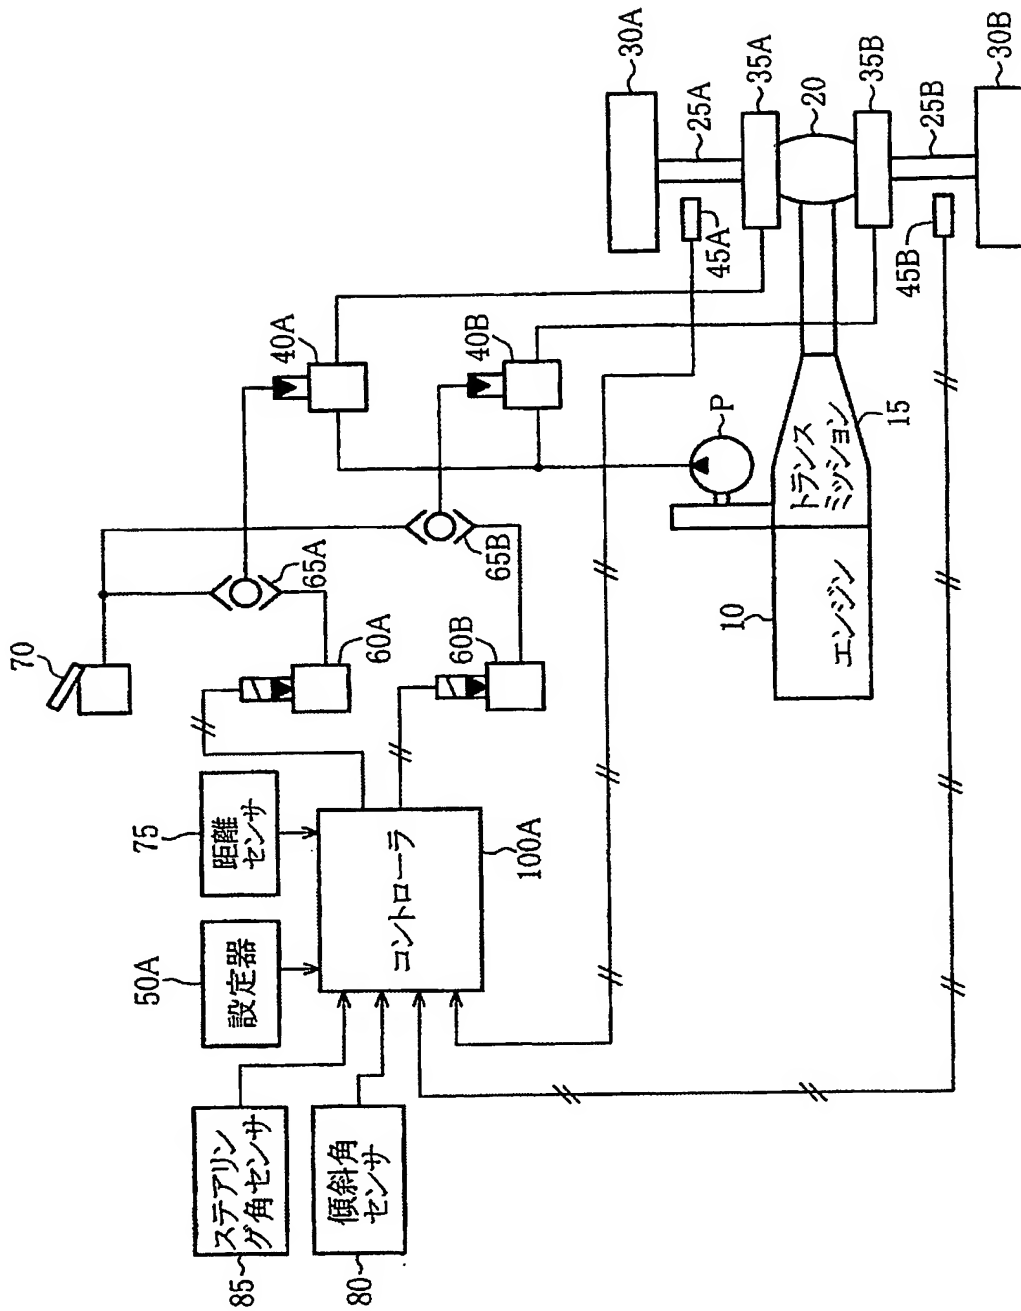 30A
25A
35A
20
35B
25B
30B
45A
45B
40A
40B
P
15
トランス
ミッション
10
エンジン
65A
65B
70
60A
60B
75
距離
センサ
50A
設定器
コントローラ
100A
85
ステアリン
グ角センサ
80
傾斜角
センサ